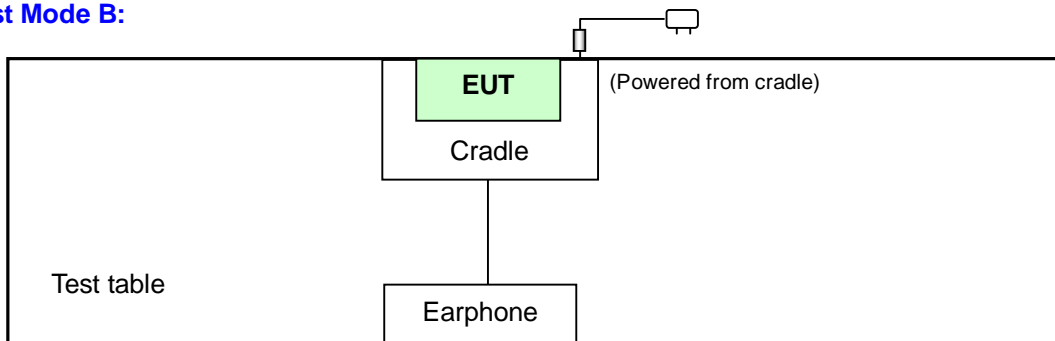 st Mode B:
EUT
(Powered from cradle)
Cradle
Test table
Earphone